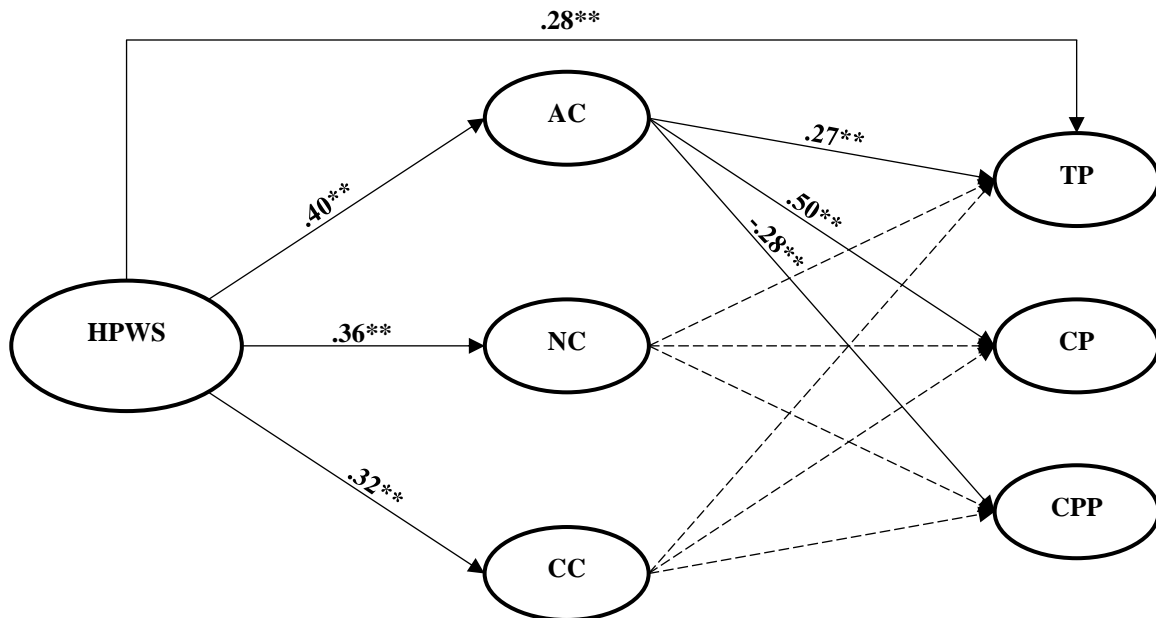 .28**
AC
.27**
TP
.40**
.50**
-.28**
HPWS
.36**
NC
CP
.32**
CPP
CC